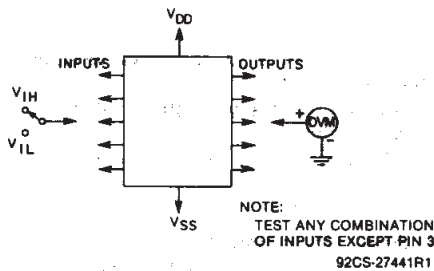 VDD
INPUTS
OUTPUTS
VIH
VIL
+
DVM
-
VSS
NOTE:
TEST ANY COMBINATION
OF INPUTS EXCEPT PIN 3
92CS-27441R1